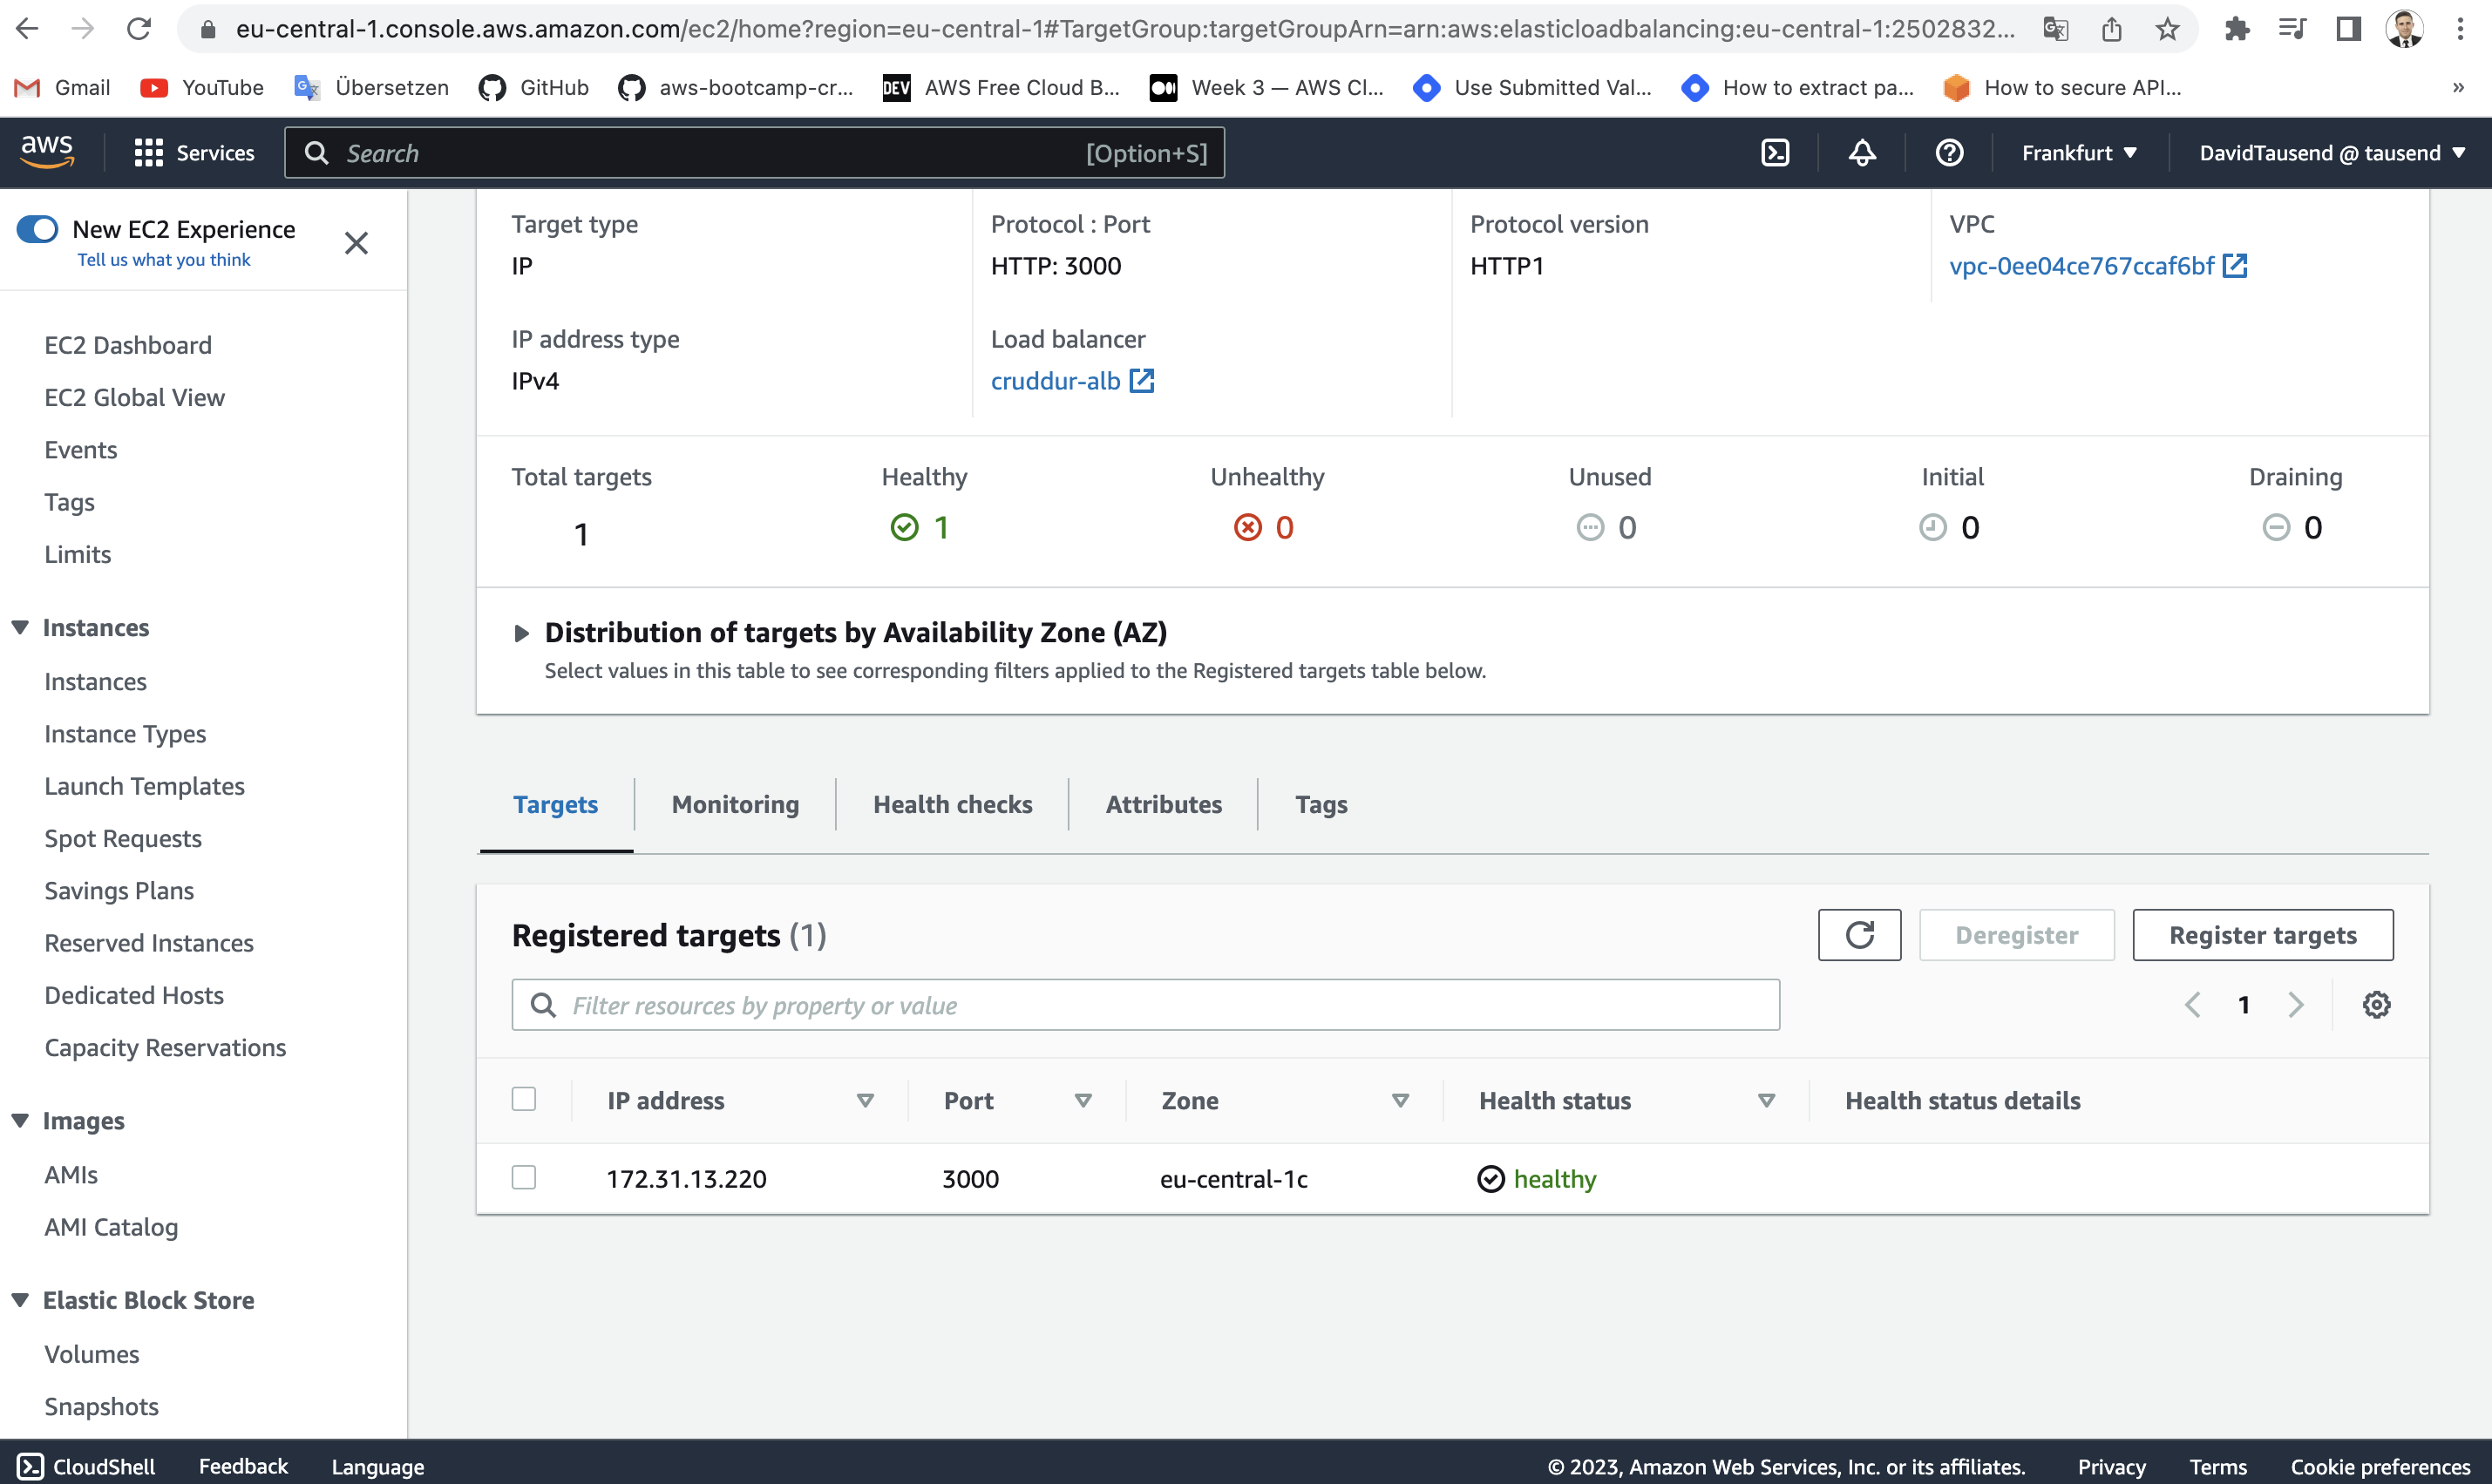 eu-central-1.console.aws.amazon.com/ec2/home?region=eu-central-1#TargetGroup:targetGroupArn=arn:aws:elasticloadbalancing:eu-central-1:2502832...
Gmail YouTube Übersetzen GitHub aws-bootcamp-cr... DEV AWS Free Cloud B... Week 3 — AWS Cl... Use Submitted Val... How to extract pa... How to secure API... »
aws Services Search [Option+S] Frankfurt DavidTausend @ tausend
New EC2 Experience
Tell us what you think
EC2 Dashboard
EC2 Global View
Events
Tags
Limits
Instances
Instances
Instance Types
Launch Templates
Spot Requests
Savings Plans
Reserved Instances
Dedicated Hosts
Capacity Reservations
Images
AMIs
AMI Catalog
Elastic Block Store
Volumes
Snapshots
Target type Protocol : Port Protocol version VPC
IP HTTP: 3000 HTTP1 vpc-0ee04ce767ccaf6bf
IP address type Load balancer
IPv4 cruddur-alb
Total targets Healthy Unhealthy Unused Initial Draining
1 1 0 0 0 0
Distribution of targets by Availability Zone (AZ)
Select values in this table to see corresponding filters applied to the Registered targets table below.
Targets Monitoring Health checks Attributes Tags
Registered targets (1) Deregister Register targets
Filter resources by property or value 1
IP address Port Zone Health status Health status details
172.31.13.220 3000 eu-central-1c healthy
CloudShell Feedback Language © 2023, Amazon Web Services, Inc. or its affiliates. Privacy Terms Cookie preferences